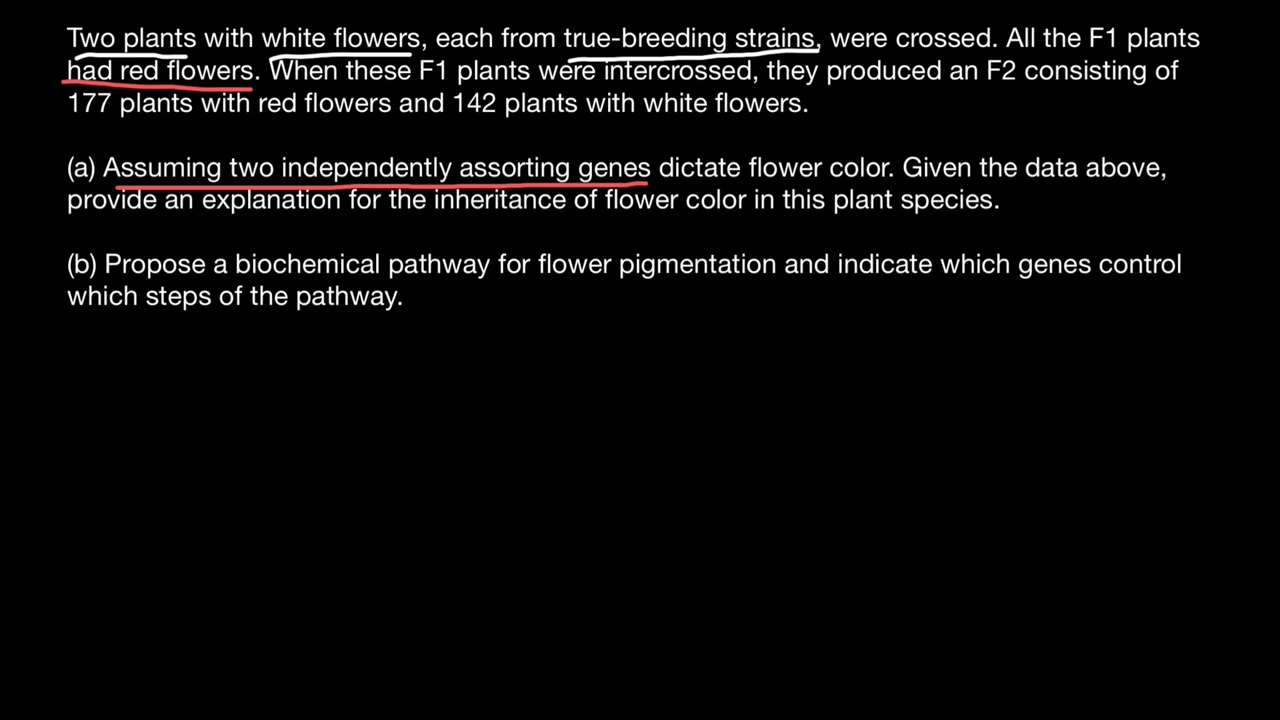 Two plants with white flowers, each from true-breeding strains, were crossed. All the F1 plants
had red flowers. When these F1 plants were intercrossed, they produced an F2 consisting of
177 plants with red flowers and 142 plants with white flowers.
(a) Assuming two independently assorting genes dictate flower color. Given the data above,
provide an explanation for the inheritance of flower color in this plant species.
(b) Propose a biochemical pathway for flower pigmentation and indicate which genes control
which steps of the pathway.